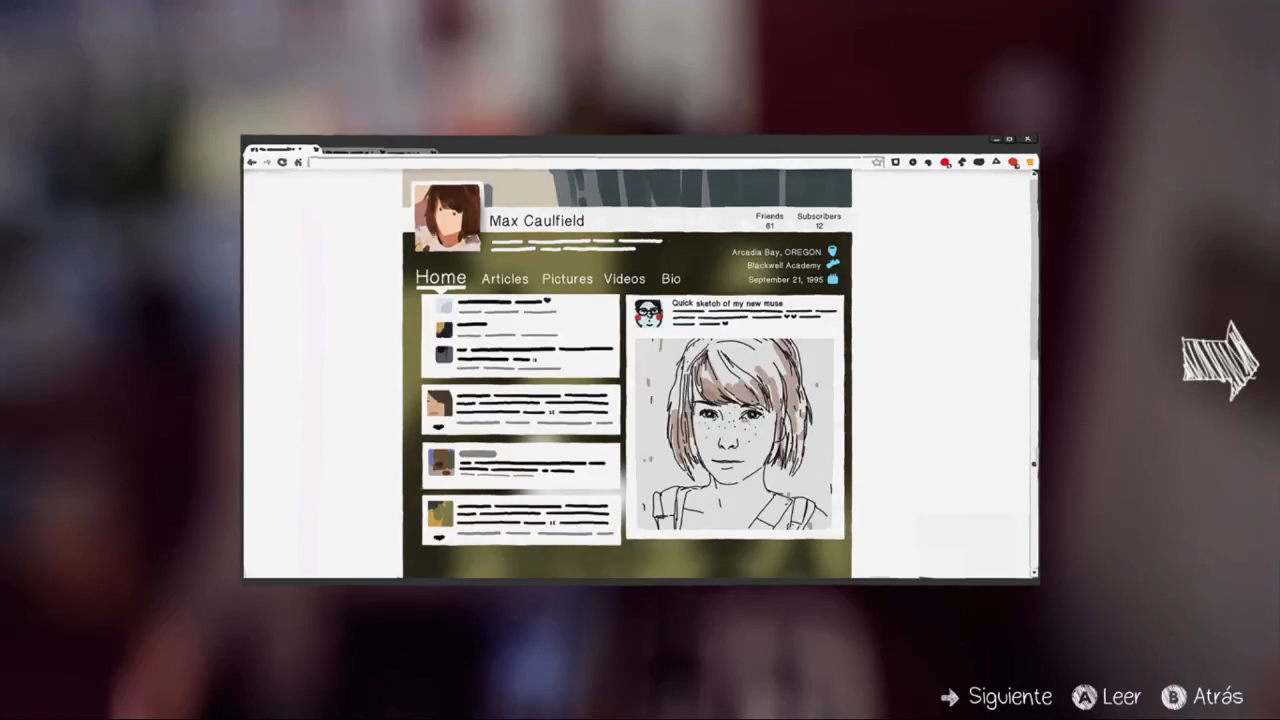 Max Caulfield
Friends
61
Subscribers
12
Arcadia Bay, OREGON
Blackwell Academy
September 21, 1995
Home Articles Pictures Videos Bio
Quick sketch of my new muse
Siguiente A Leer B Atrás